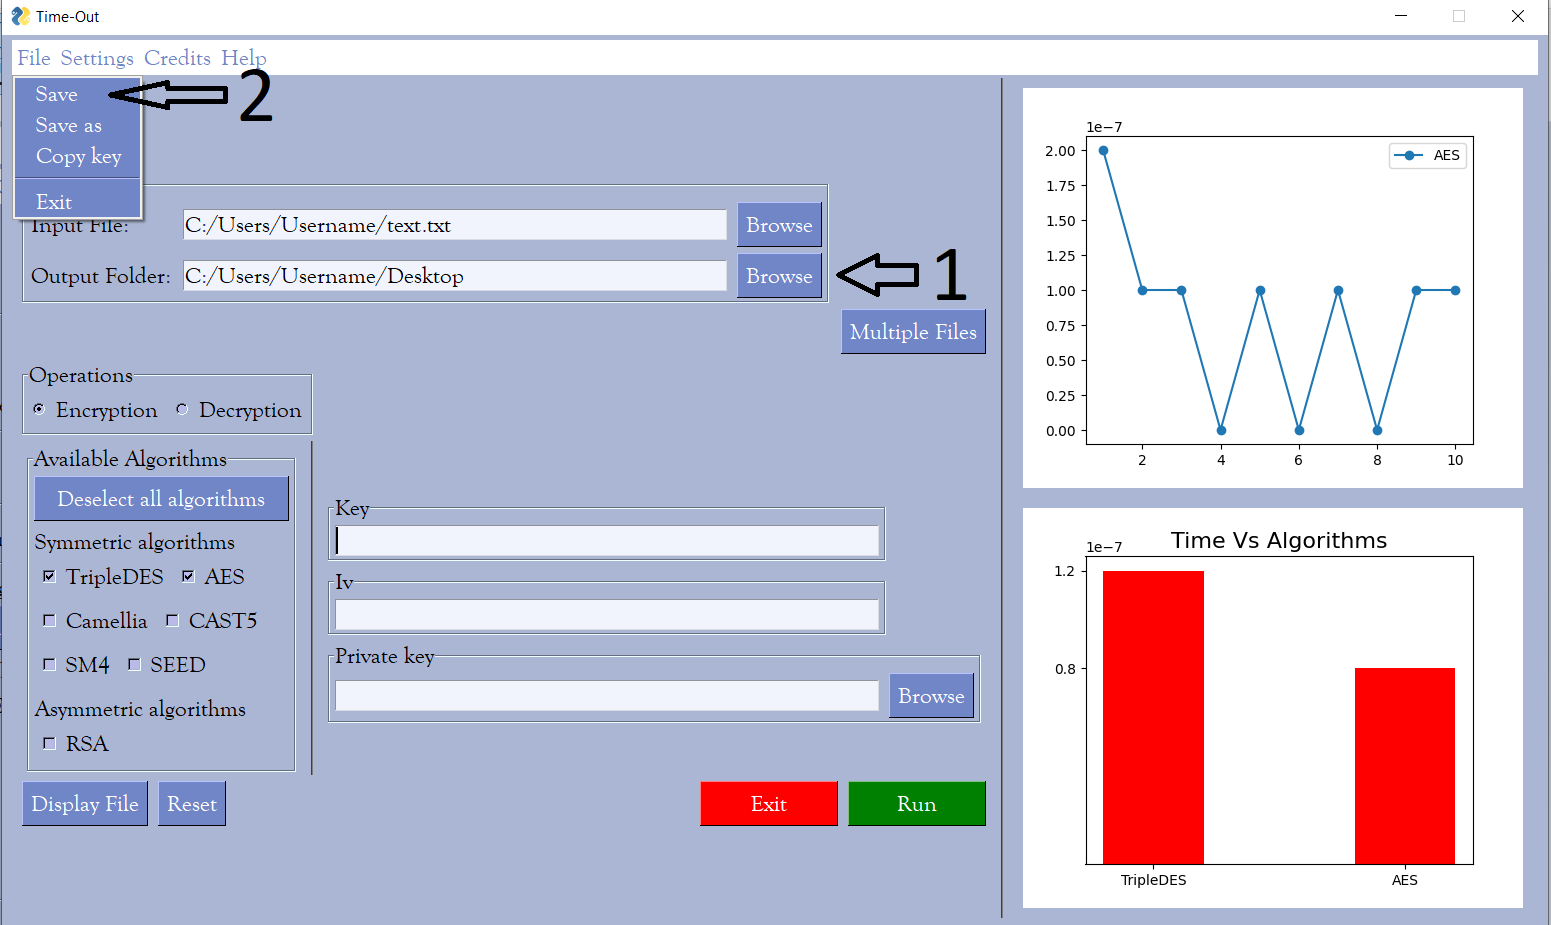 Time-Out
File Settings Credits Help
Save
2
Save as
Copy key
Exit
Input File: C:/Users/Username/text.txt Browse
Output Folder: C:/Users/Username/Desktop Browse
1
Multiple Files
Operations
Encryption Decryption
Available Algorithms
Deselect all algorithms
Symmetric algorithms
TripleDES AES
Camellia CAST5
SM4 SEED
Asymmetric algorithms
RSA
Key
Iv
Private key
Browse
Display File Reset Exit Run
1e−7
AES
2.00
1.75
1.50
1.25
1.00
0.75
0.50
0.25
0.00
2 4 6 8 10
Time Vs Algorithms
1e−7
1.2
0.8
TripleDES AES